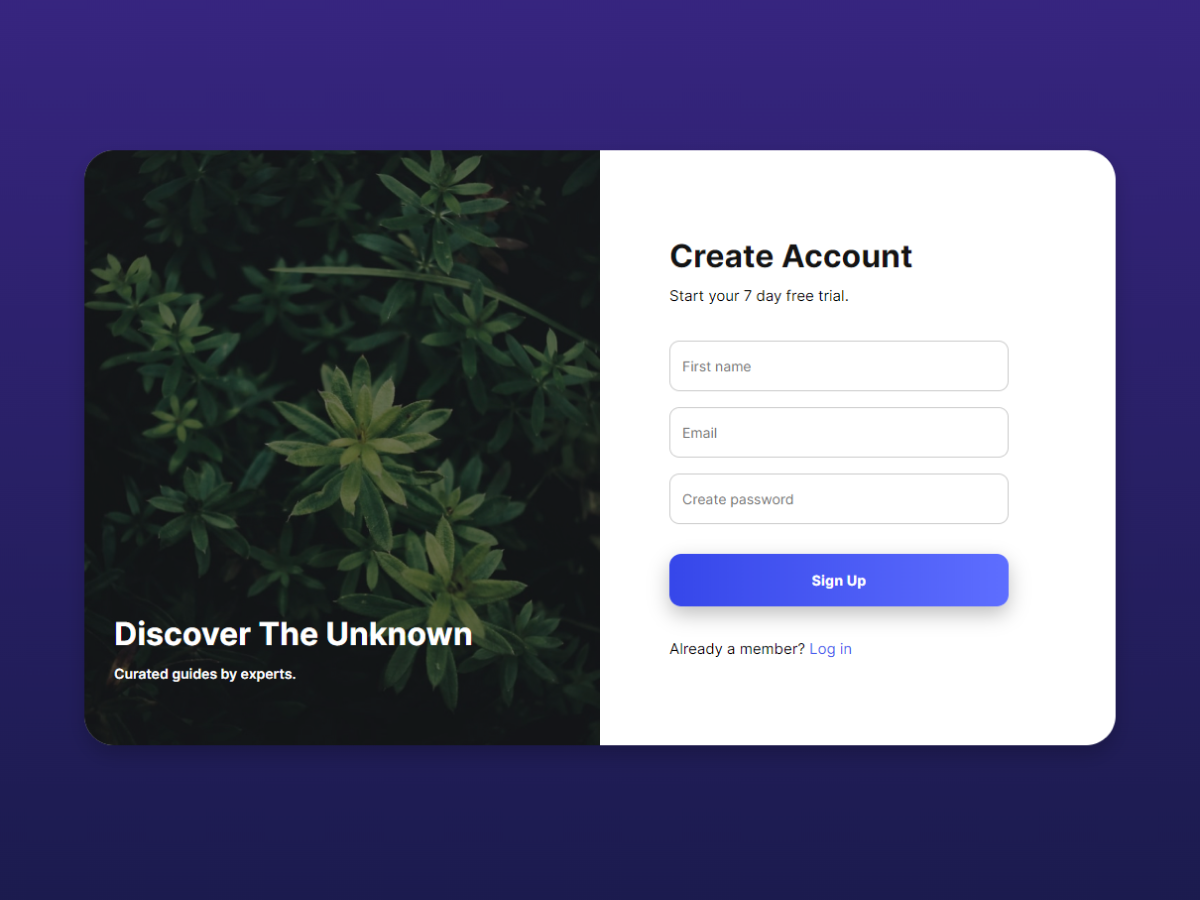 Discover The Unknown
Curated guides by experts.
Create Account
Start your 7 day free trial.
First name
Email
Create password
Sign Up
Already a member? Log in